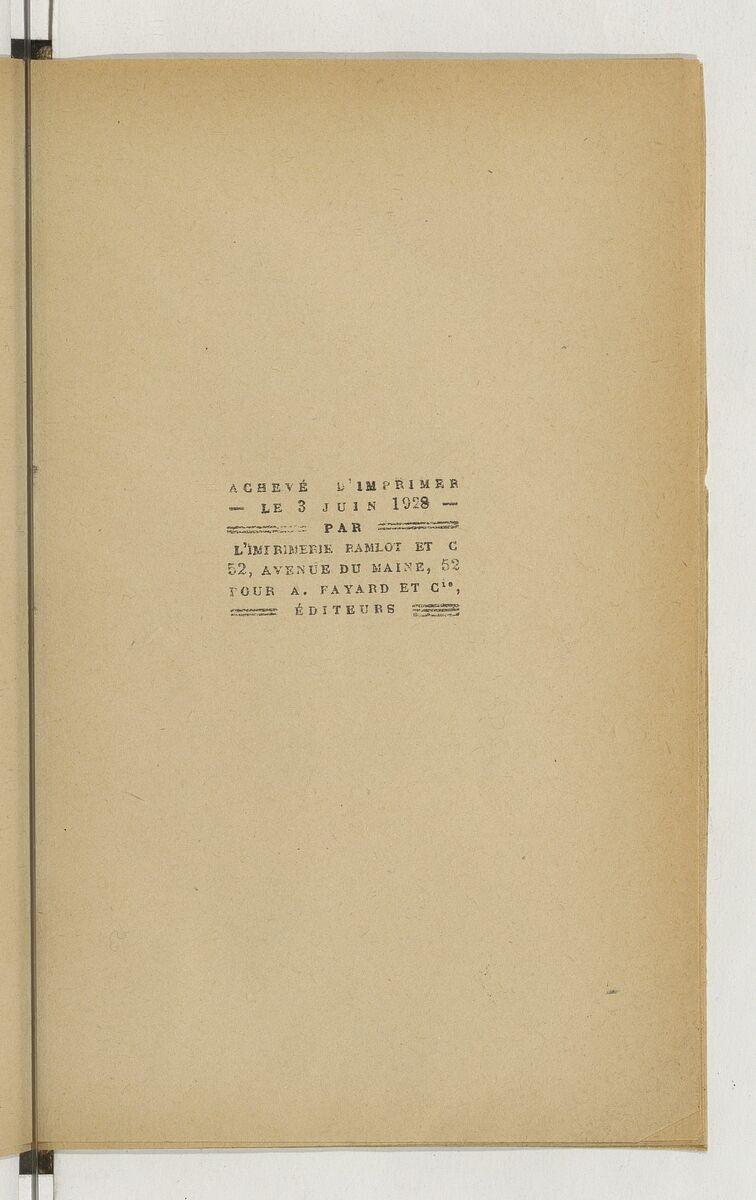 ACHEVÉ D'IMPRIMER
— LE 3 JUIN 1928 —
PAR
L'IMPRIMERIE RAMLOT ET C
52, AVENUE DU MAINE, 52
POUR A. FAYARD ET Cie,
ÉDITEURS